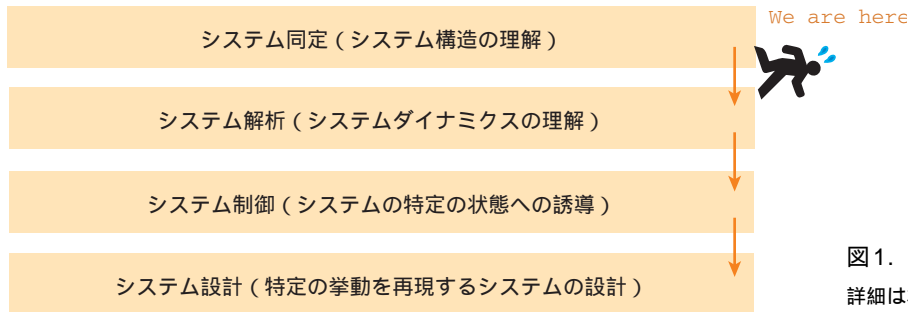 We are here
システム同定 ( システム構造の理解 )
システム解析 ( システムダイナミクスの理解 )
システム制御 ( システムの特定の状態への誘導 )
システム設計 ( 特定の挙動を再現するシステムの設計 )
図1.
詳細は